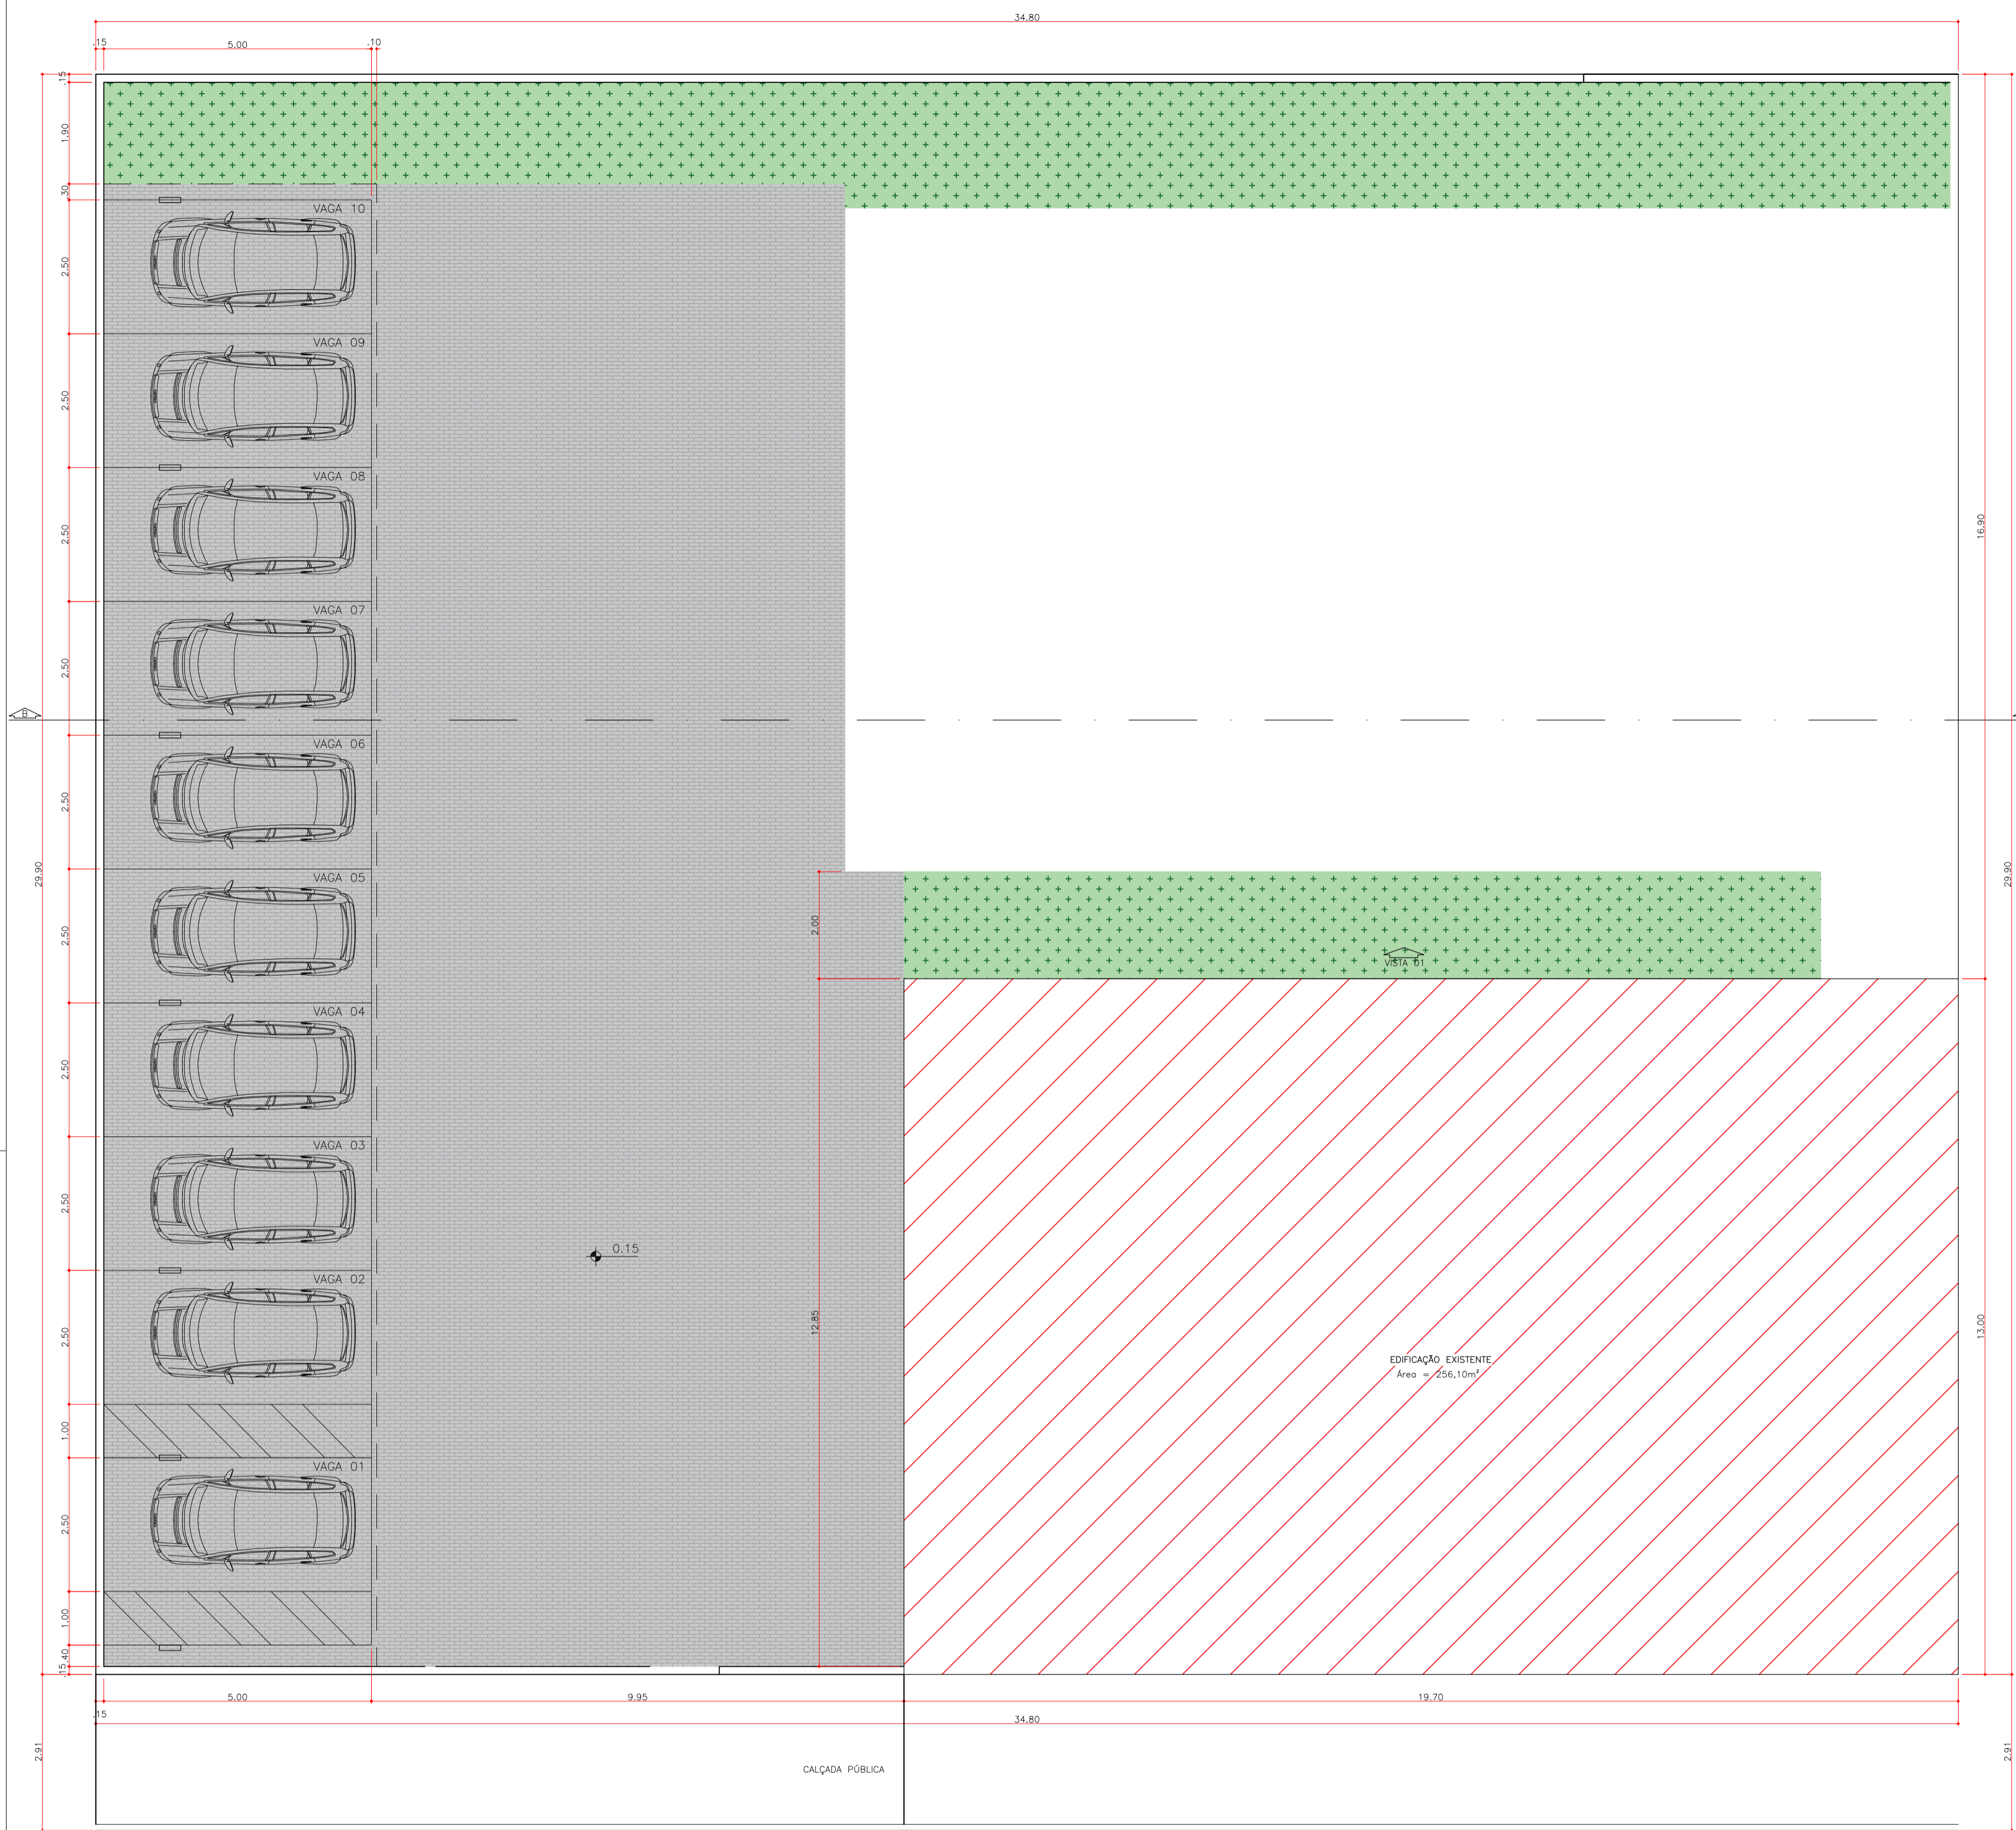 34.80
.15
5.00
.10
.15
1.90
.30
VAGA 10
2.50
VAGA 09
2.50
VAGA 08
2.50
16.90
VAGA 07
2.50
B
VAGA 06
2.50
29.90
29.90
VAGA 05
2.50
2.00
VISTA 01
VAGA 04
2.50
VAGA 03
2.50
0.15
VAGA 02
2.50
12.85
13.00
EDIFICAÇÃO EXISTENTE
Área = 256,10m²
1.00
VAGA 01
2.50
1.00
.40
.15
5.00
9.95
19.70
.15
34.80
2.91
2.91
CALÇADA PÚBLICA